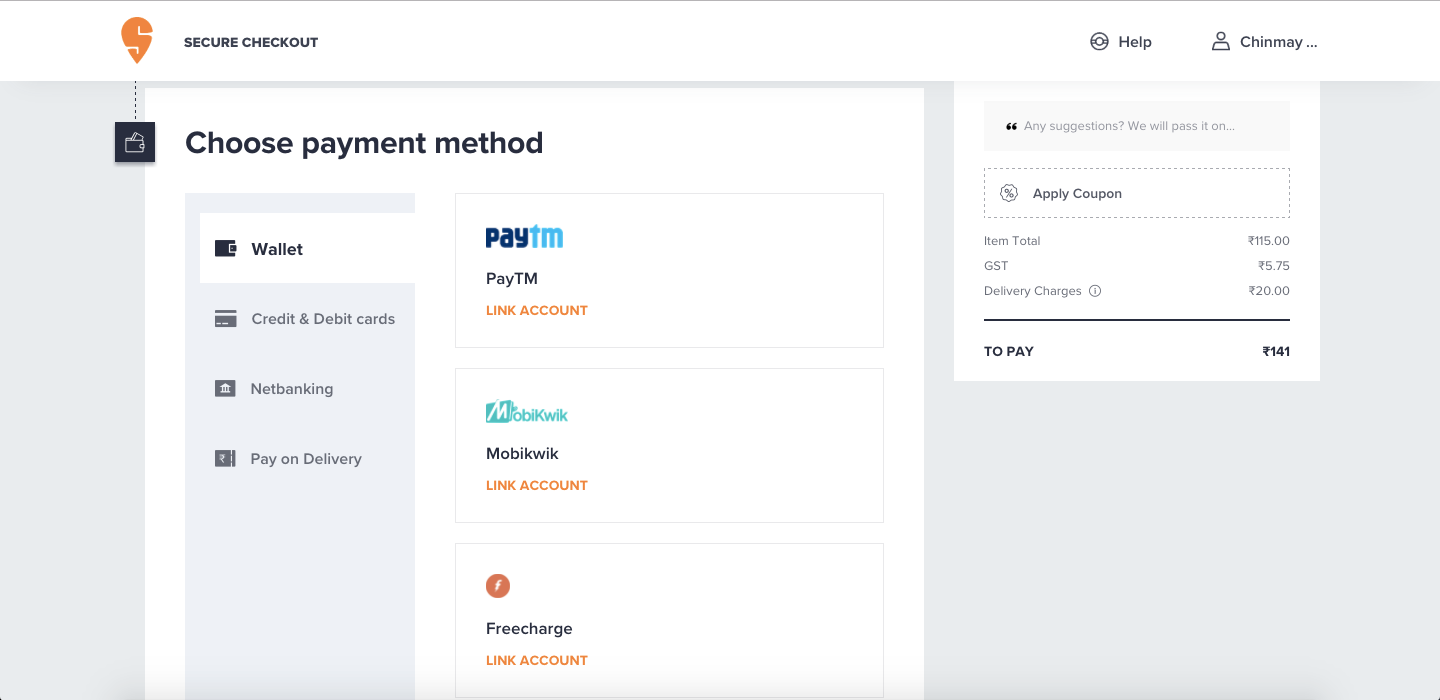 SECURE CHECKOUT
Help
Chinmay ...
Choose payment method
Wallet
Credit & Debit cards
Netbanking
Pay on Delivery
paytm
PayTM
LINK ACCOUNT
MobiKwik
Mobikwik
LINK ACCOUNT
Freecharge
LINK ACCOUNT
“ Any suggestions? We will pass it on...
Apply Coupon
Item Total ₹115.00
GST ₹5.75
Delivery Charges ₹20.00
TO PAY ₹141